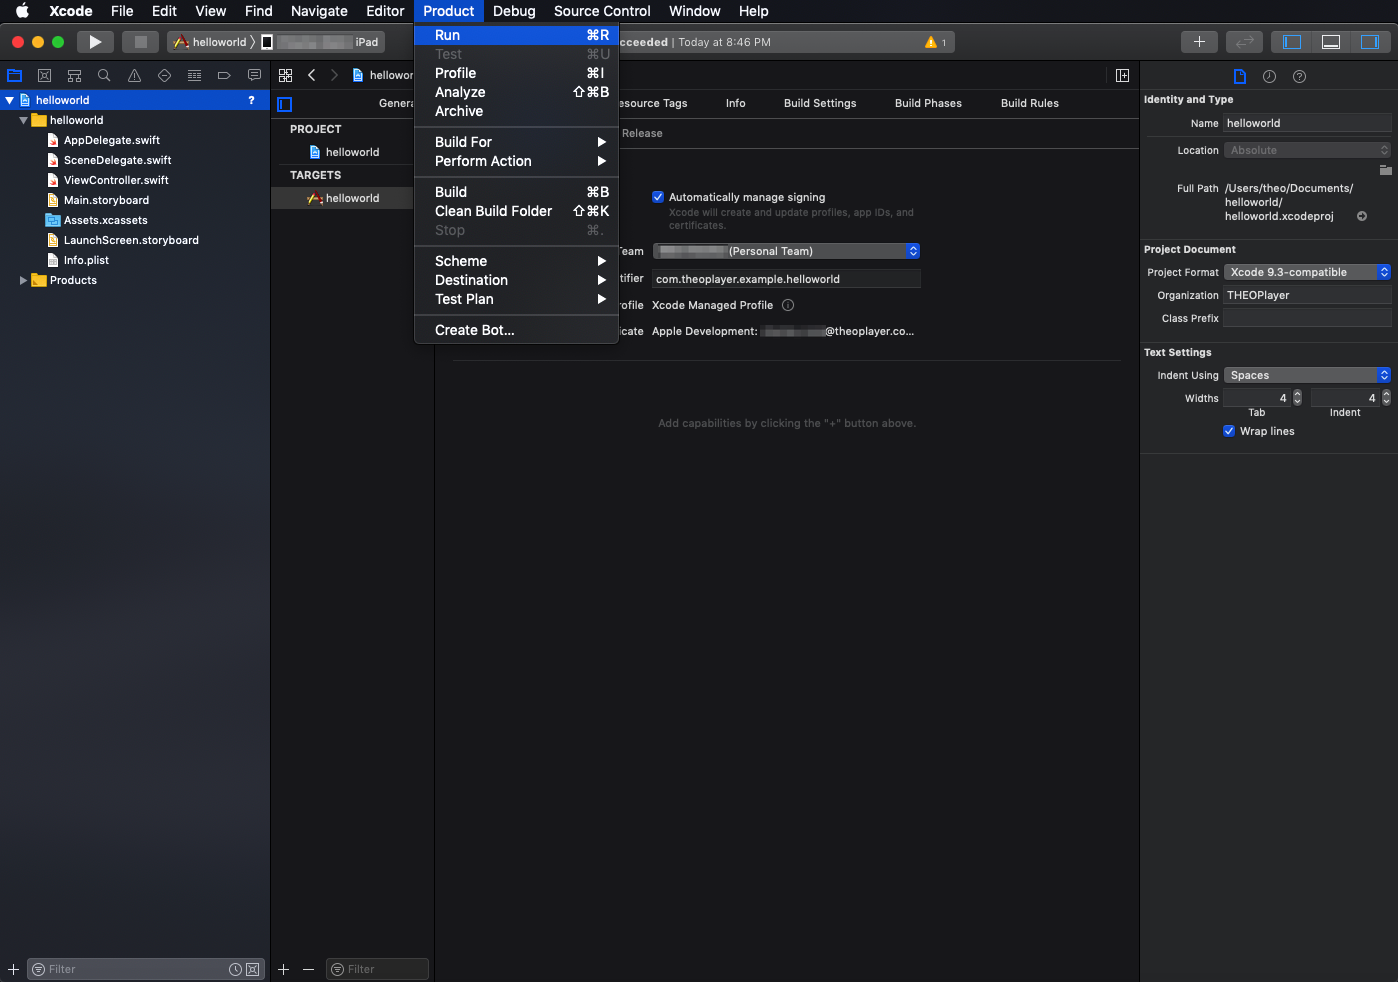 Xcode File Edit View Find Navigate Editor Product Debug Source Control Window Help
helloworld iPad
cceeded | Today at 8:46 PM 1
Run ⌘R
Test ⌘U
Profile ⌘I
Analyze ⇧⌘B
Archive
Build For
Perform Action
Build ⌘B
Clean Build Folder ⇧⌘K
Stop ⌘.
Scheme
Destination
Test Plan
Create Bot...
helloworld ?
helloworld
AppDelegate.swift
SceneDelegate.swift
ViewController.swift
Main.storyboard
Assets.xcassets
LaunchScreen.storyboard
Info.plist
Products
Filter
hellowor
Genera
esource Tags Info Build Settings Build Phases Build Rules
PROJECT
helloworld
TARGETS
helloworld
Filter
Release
Automatically manage signing
Xcode will create and update profiles, app IDs, and
certificates.
Team (Personal Team)
tifier com.theoplayer.example.helloworld
rofile Xcode Managed Profile
icate Apple Development: @theoplayer.co...
Add capabilities by clicking the "+" button above.
Identity and Type
Name helloworld
Location Absolute
Full Path /Users/theo/Documents/
helloworld/
helloworld.xcodeproj
Project Document
Project Format Xcode 9.3-compatible
Organization THEOPlayer
Class Prefix
Text Settings
Indent Using Spaces
Widths 4 4
Tab Indent
Wrap lines